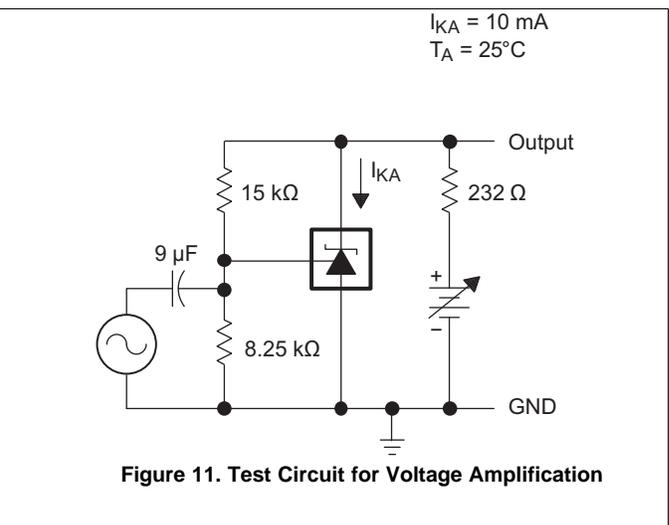 IKA = 10 mA
TA = 25°C
Output
IKA
15 kΩ
232 Ω
9 μF
+
8.25 kΩ
−
GND
Figure 11. Test Circuit for Voltage Amplification